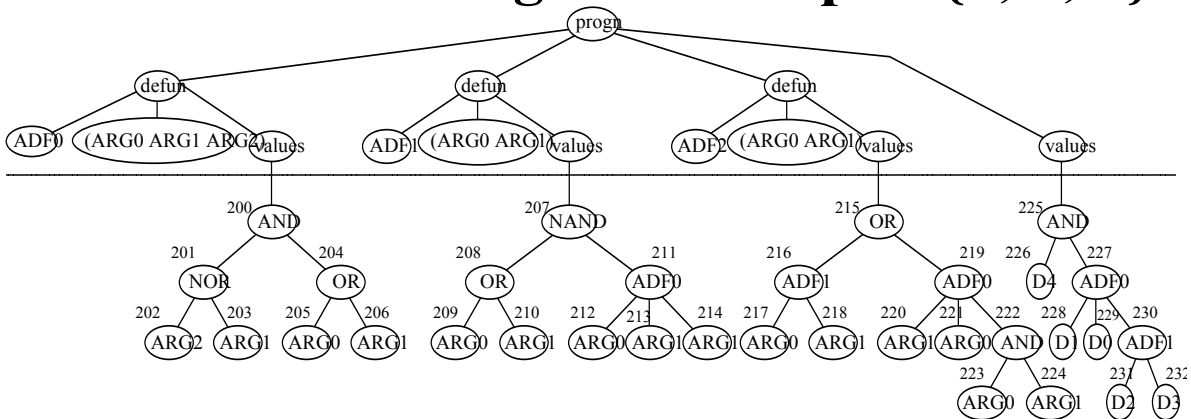 progn
defun defun defun
ADF0 (ARG0 ARG1 ARG2) values ADF1 (ARG0 ARG1) values ADF2 (ARG0 ARG1) values values
200 AND 207 NAND 215 OR 225 AND
201 204 208 211 216 219 226 227
NOR OR OR ADF0 ADF1 ADF0 D4 ADF0
202 203 205 206 209 210 212 213 214 217 218 220 221 222 228 229 230
ARG2 ARG1 ARG0 ARG1 ARG0 ARG1 ARG0 ARG1 ARG1 ARG0 ARG1 ARG1 ARG0 AND D1 D0 ADF1
223 224 231 232
ARG0 ARG1 D2 D3